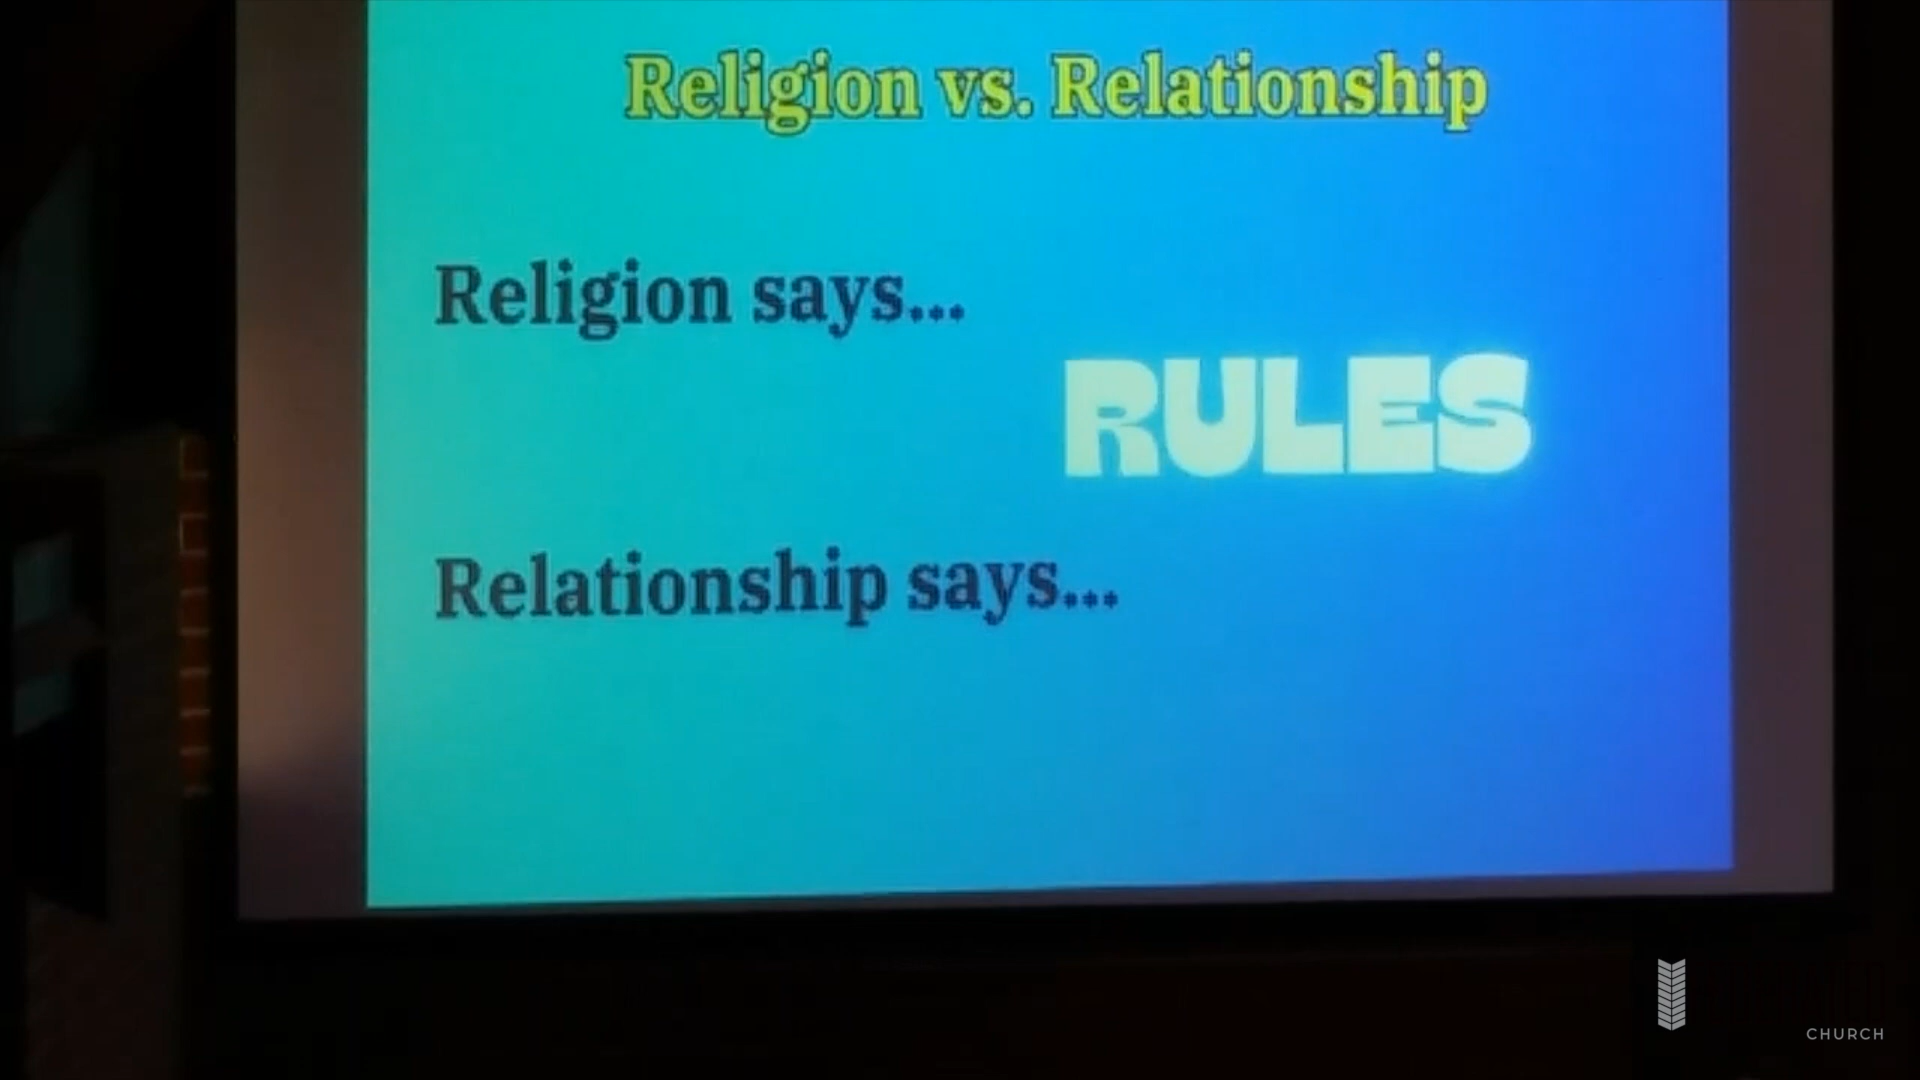 Religion vs. Relationship
Religion says...
RULES
Relationship says...
CHURCH